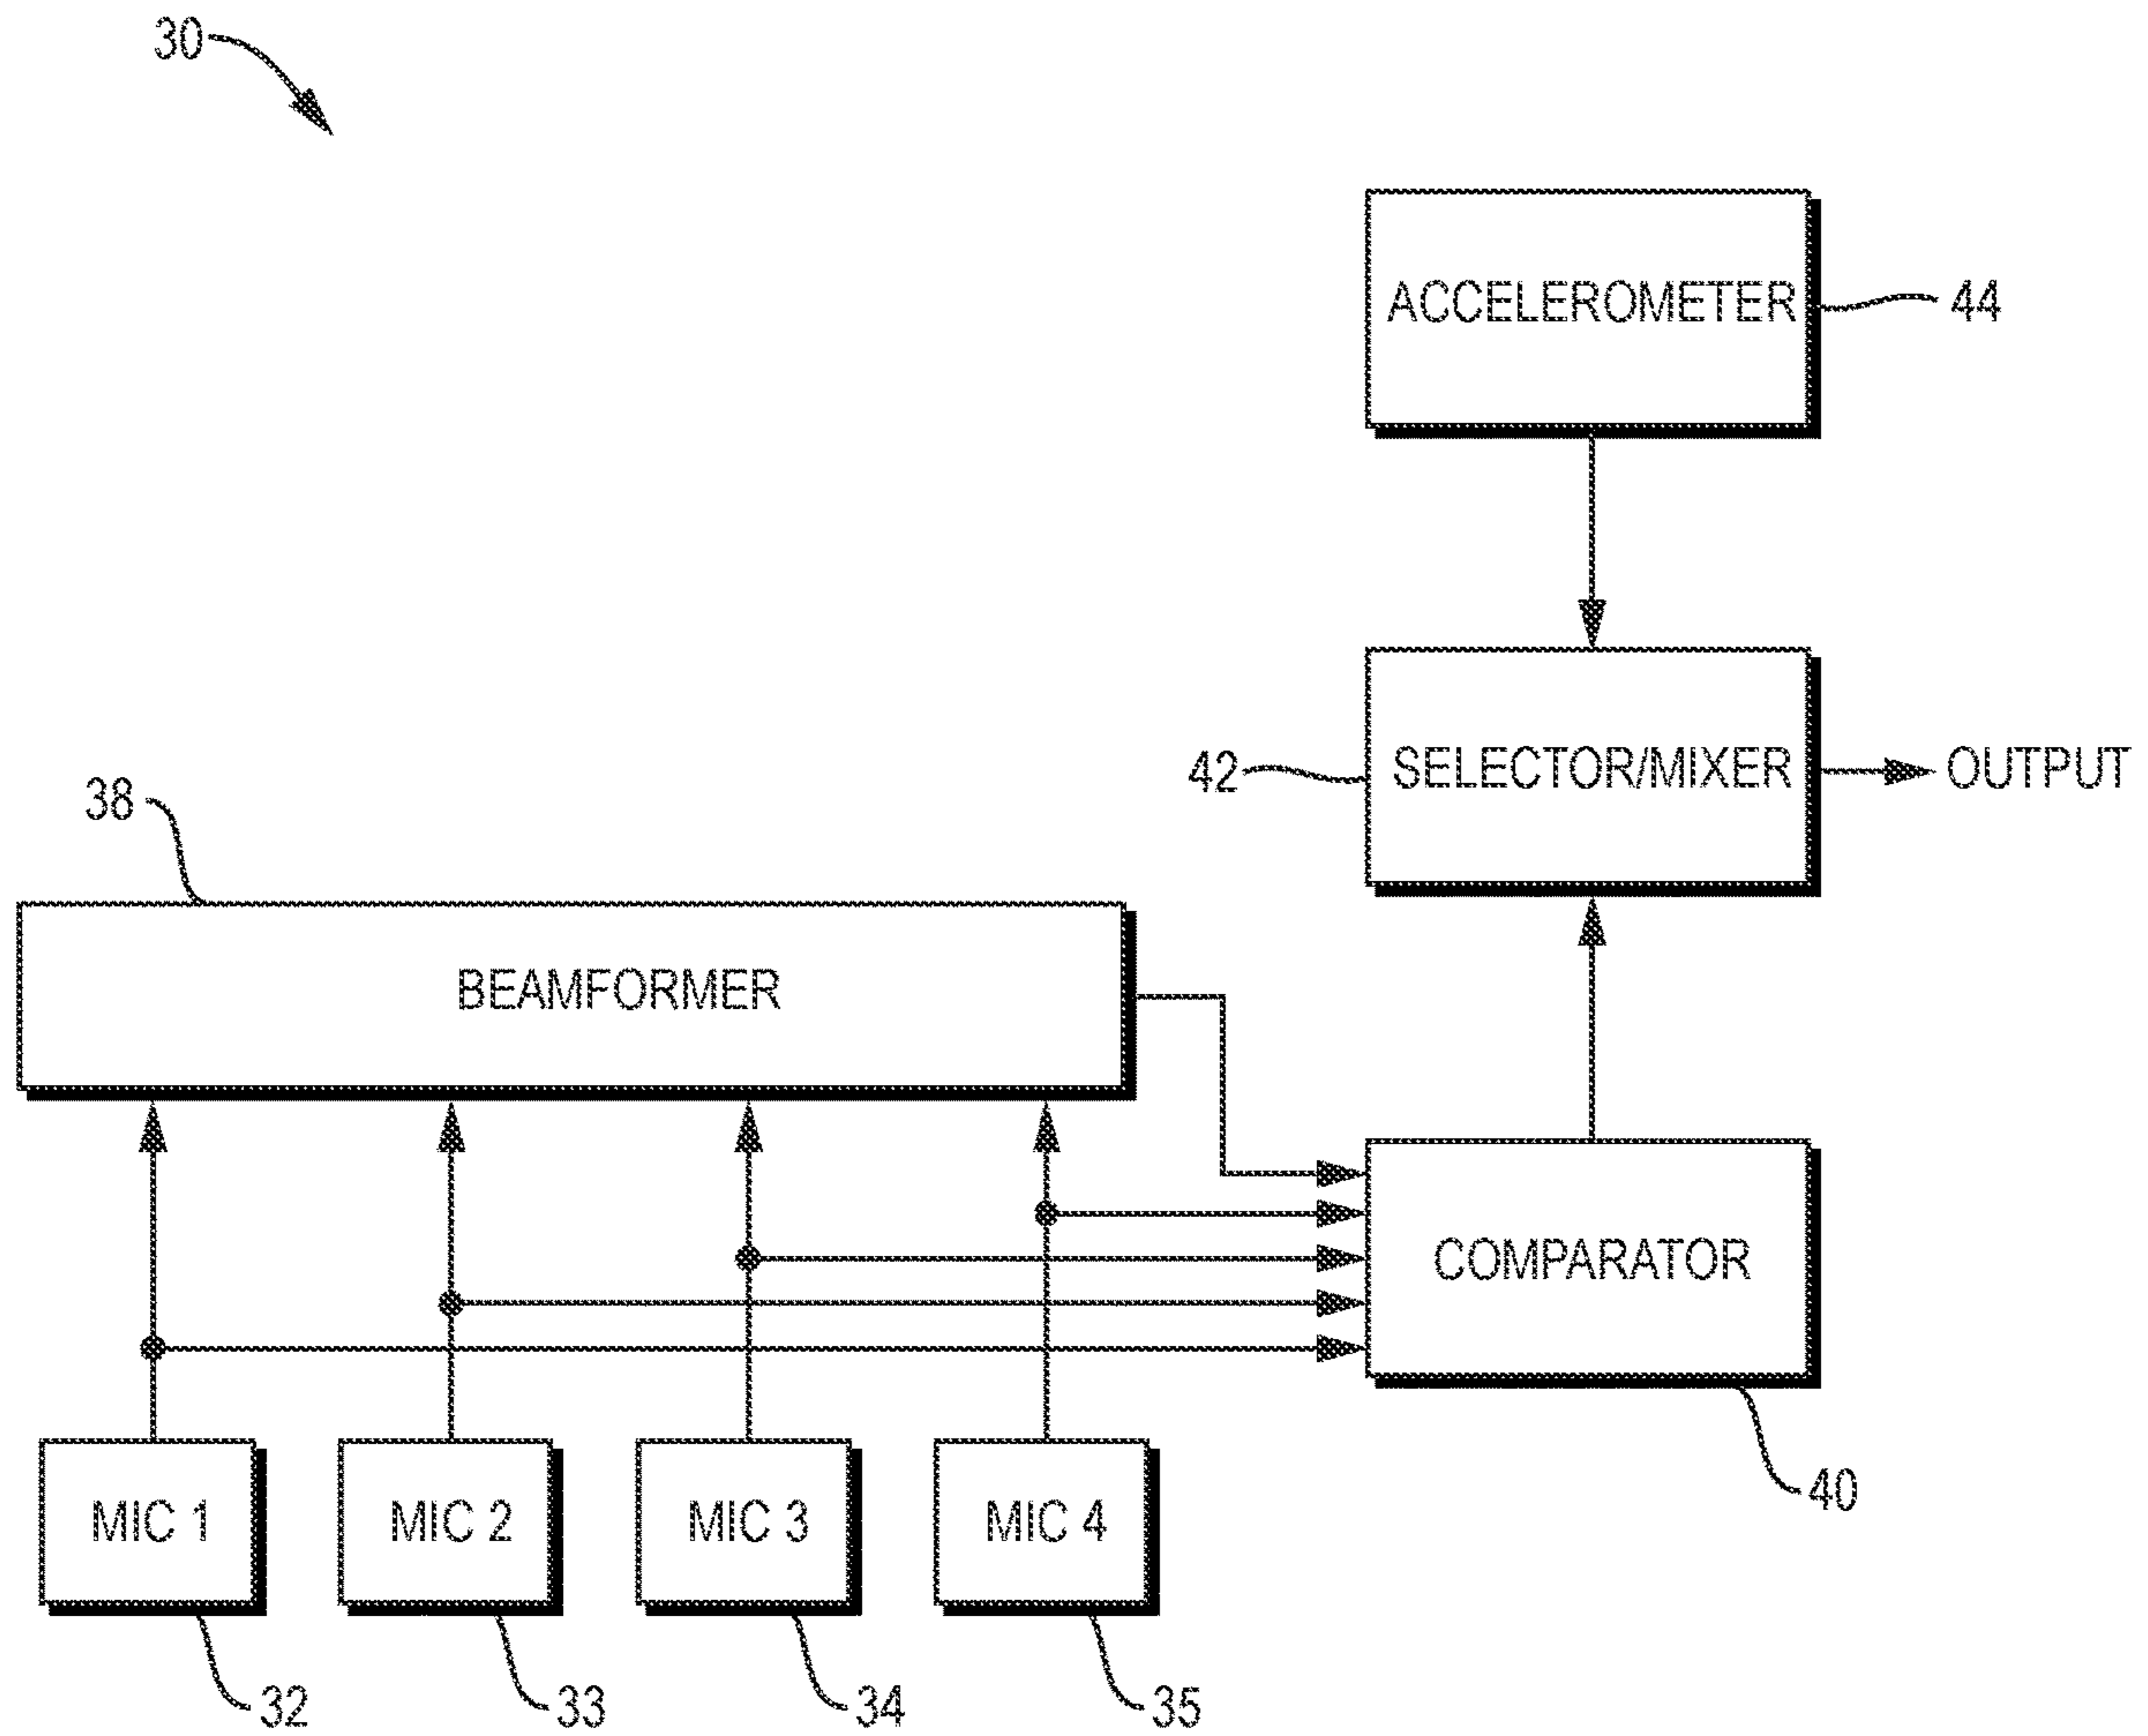 30
ACCELEROMETER
44
42
SELECTOR/MIXER
OUTPUT
38
BEAMFORMER
COMPARATOR
40
MIC 1
MIC 2
MIC 3
MIC 4
32
33
34
35